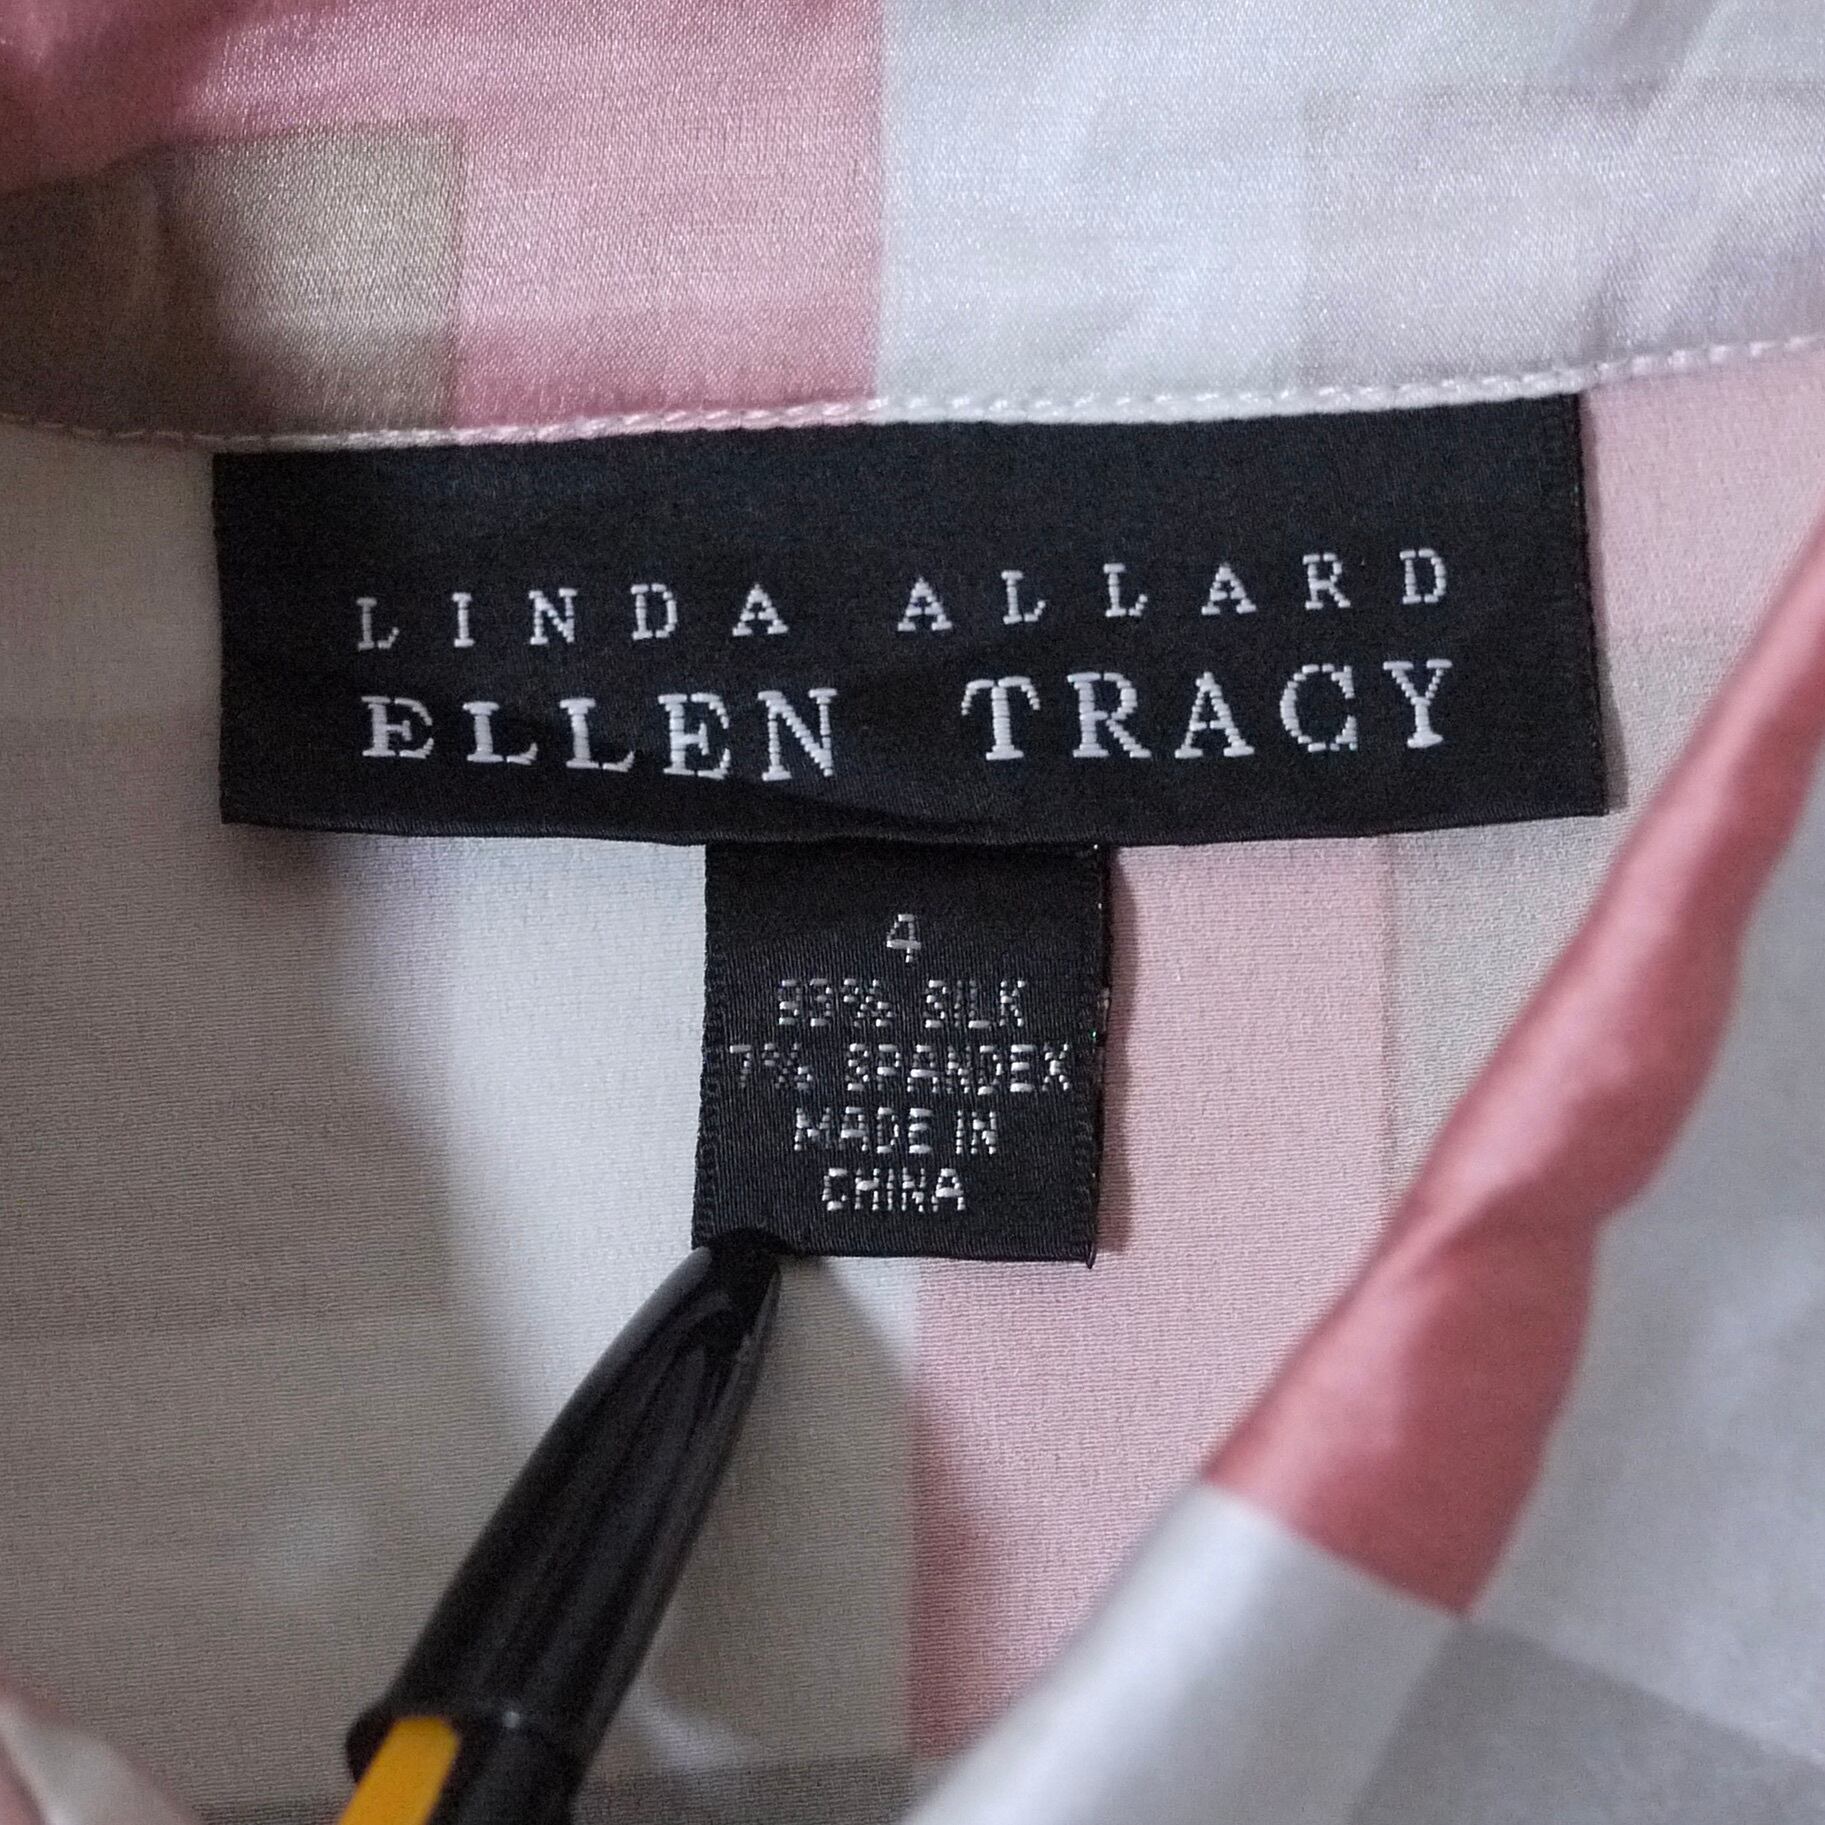 LINDA ALLARD
ELLEN TRACY
4
93% SILK
7% SPANDEX
MADE IN
CHINA